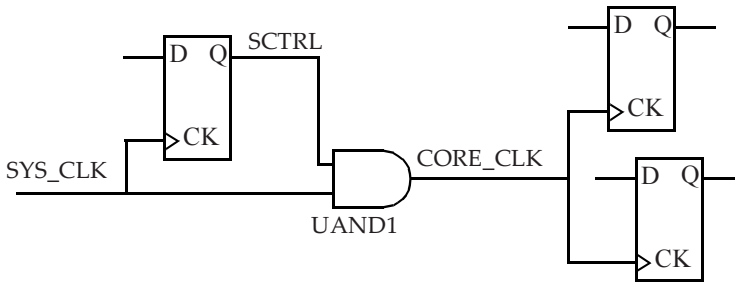 D Q
SCTRL
CK
SYS_CLK
UAND1
CORE_CLK
D Q
CK
D Q
CK